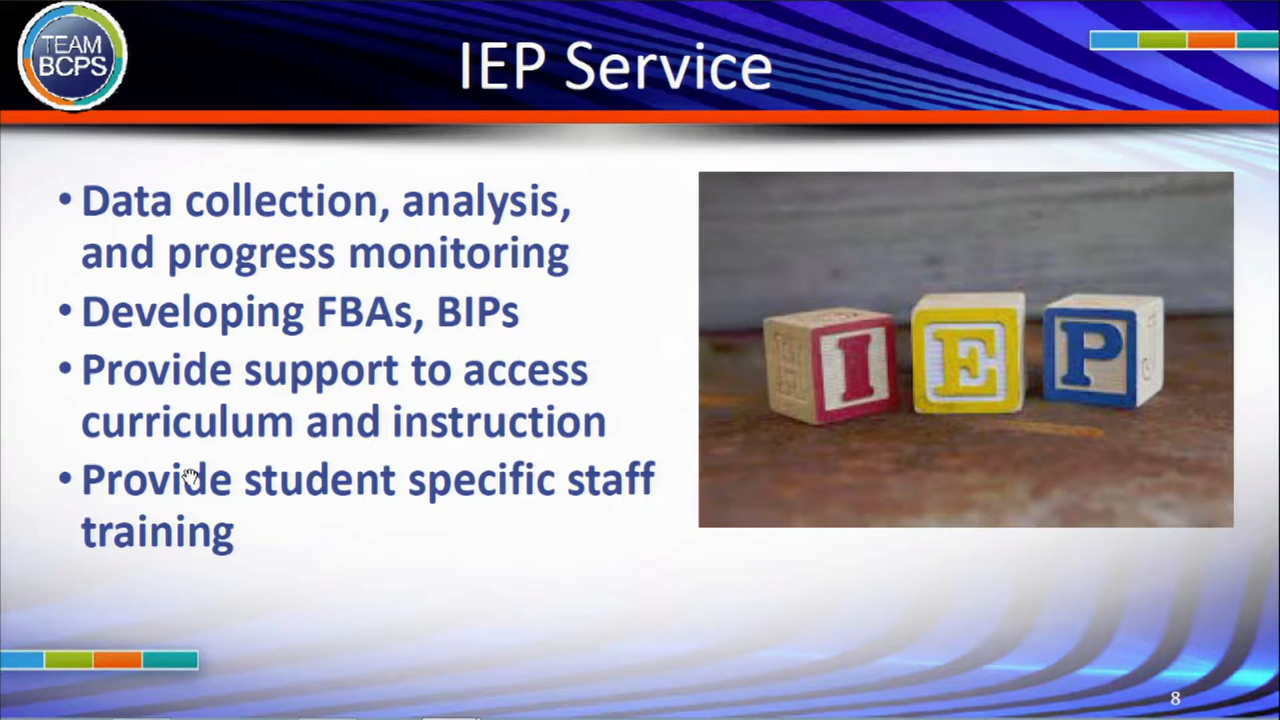 TEAM
BCPS
IEP Service
• Data collection, analysis,
and progress monitoring
• Developing FBAs, BIPs
• Provide support to access
curriculum and instruction
• Provide student specific staff
training
I E P
8